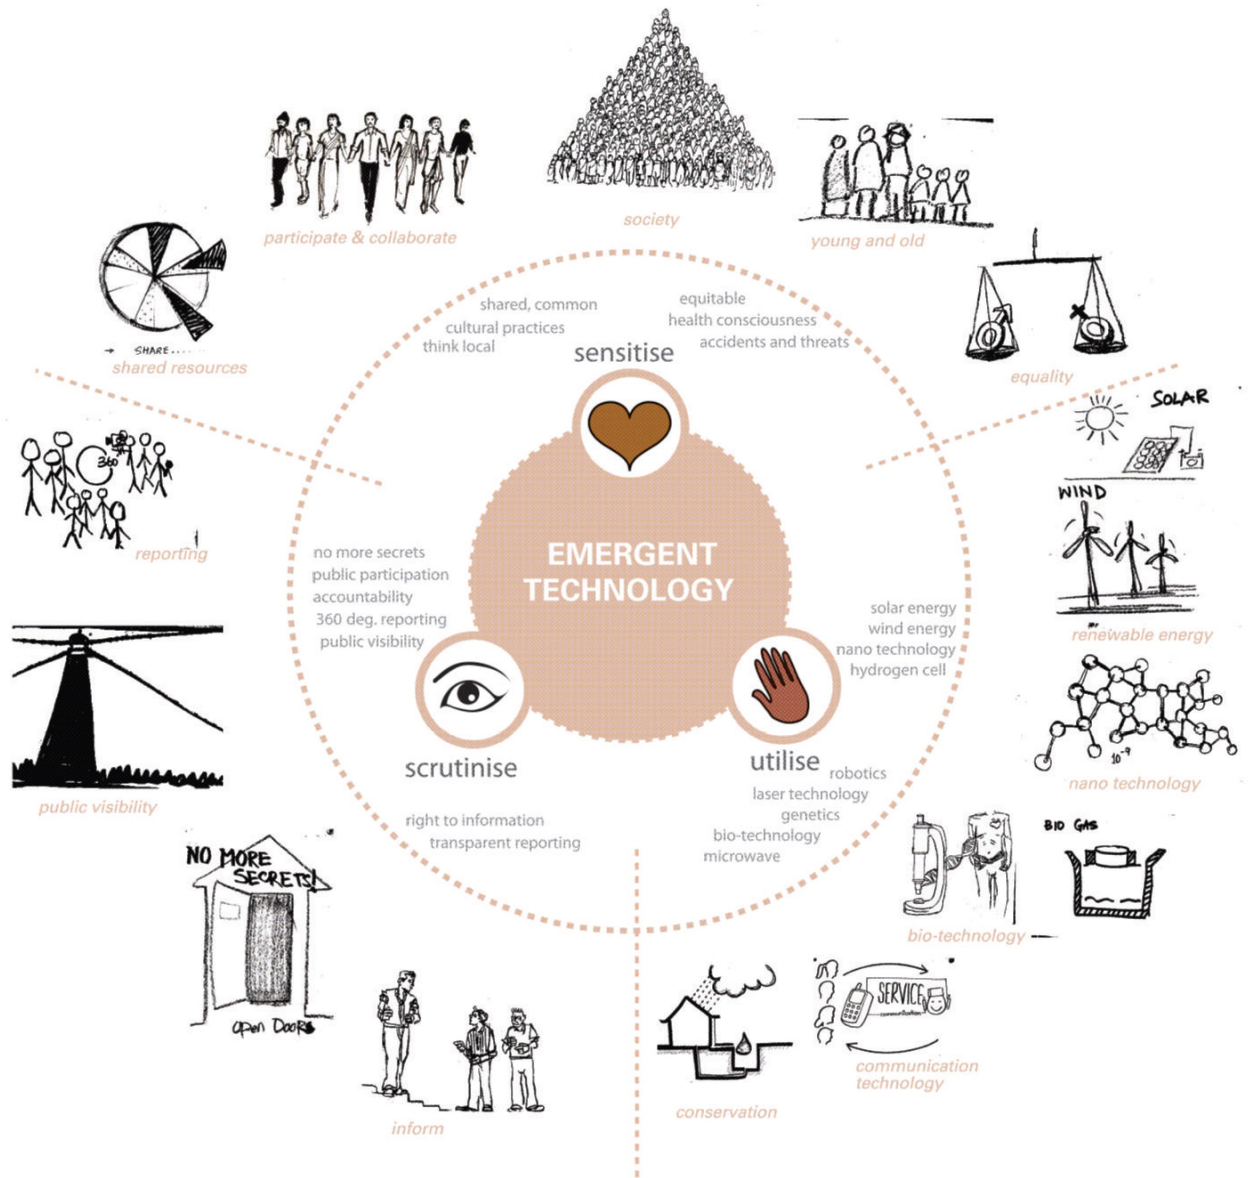 society
participate & collaborate
young and old
SHARE....
shared resources
equality
shared, common
cultural practices
think local
equitable
health consciousness
accidents and threats
sensitise
SOLAR
WIND
renewable energy
360°
reporting
EMERGENT
TECHNOLOGY
no more secrets
public participation
accountability
360 deg. reporting
public visibility
solar energy
wind energy
nano technology
hydrogen cell
scrutinise
utilise
robotics
laser technology
genetics
bio-technology
microwave
right to information
transparent reporting
10⁻⁹
nano technology
public visibility
NO MORE
SECRETS!
open Doors
BIO GAS
bio-technology
SERVICE
communication
communication
technology
conservation
inform